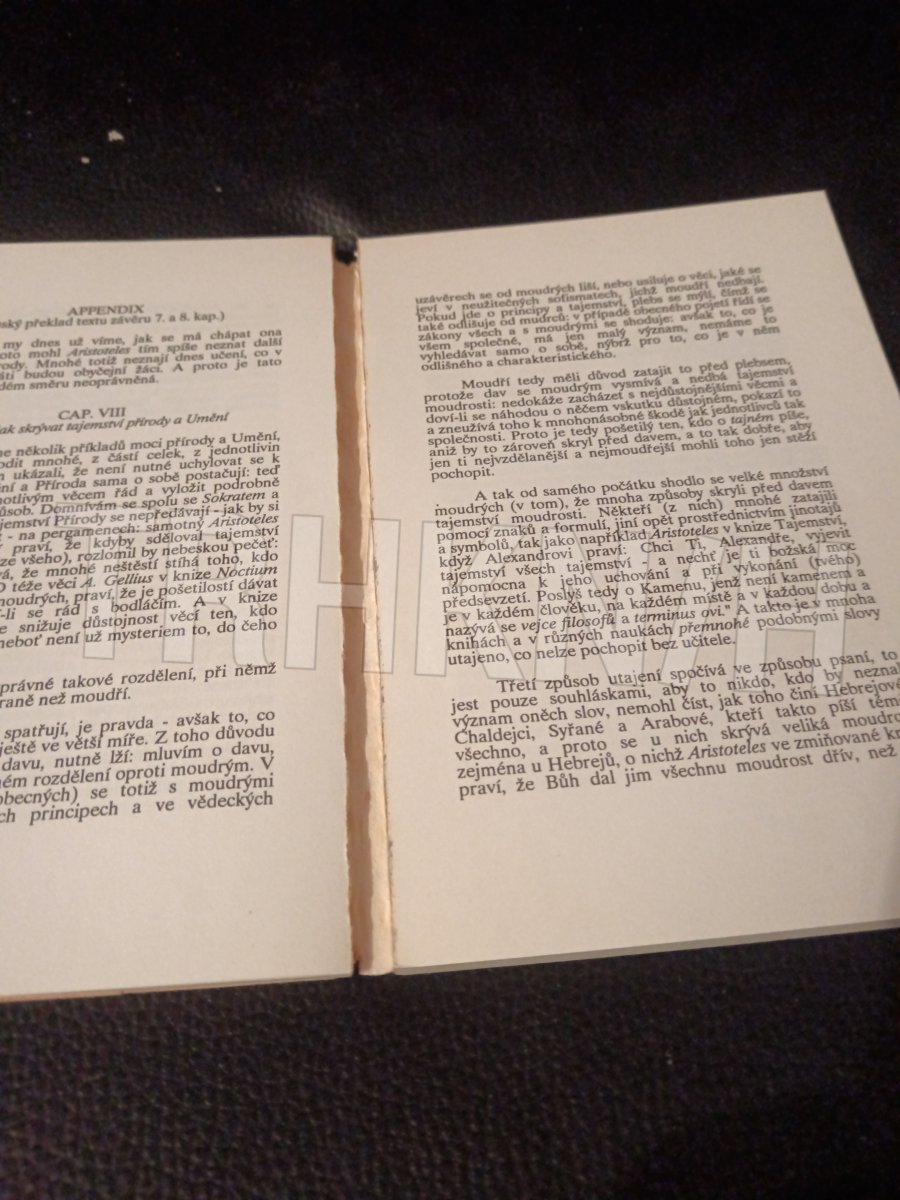 APPENDIX
ský překlad textu závěru 7. a 8. kap.)
my dnes už víme, jak se má chápat ona
oto mohl Aristoteles tím spíše neznat další
rody. Mnohé totiž neznají dnes učení, co v
áti budou obyčejní žáci. A proto je tato
dém směru neoprávněná.
CAP. VIII
ak skrývat tajemství přírody a Umění
ne několik příkladů moci přírody a Umění,
odit mnohé, z částí celek, z jednotlivin
m ukázali, že není nutné uchylovat se k
ní a Příroda sama o sobě postačují: teď
notlivým věcem řád a vyložit podrobně
ůsob. Domnívám se spolu se Sokratem a
ajemství Přírody se nepředávají - jak by si
t - na pergamenech: samotný Aristoteles
í praví, že kdyby sděloval tajemství
ze všeho), rozlomil by nebeskou pečeť:
vá, že mnohé neštěstí stíhá toho, kdo
O téže věci A. Gellius v knize Noctium
moudrých, praví, že je pošetilostí dávat
-li se rád s bodláčím. A v knize
e snižuje důstojnost věcí ten, kdo
neboť není už mysteriem to, do čeho
správné takové rozdělení, při němž
raně než moudří.
spatřují, je pravda - avšak to, co
ještě ve větší míře. Z toho důvodu
davu, nutně lží: mluvím o davu,
ném rozdělení oproti moudrým. V
obecných) se totiž s moudrými
ch principech a ve vědeckých
uzávěrech se od moudrých liší, nebo usiluje o věci, jaké se
jeví v neužitečných sofismatech, jichž moudří nedbají.
Pokud jde o principy a tajemství, plebs se mýlí, čímž se
také odlišuje od mudrců: v případě obecného pojetí řídí se
zákony všech a s moudrými se shoduje: avšak to, co je
všem společné, má jen malý význam, nemáme to
vyhledávat samo o sobě, nýbrž pro to, co je v něm
odlišného a charakteristického.
Moudří tedy měli důvod zatajit to před plebsem,
protože dav se moudrým vysmívá a nedbá tajemství
moudrosti: nedokáže zacházet s nejdůstojnějšími věcmi a
doví-li se náhodou o něčem vskutku důstojném, pokazí to
a zneužívá toho k mnohonásobné škodě jak jednotlivců tak
společnosti. Proto je tedy pošetilý ten, kdo o tajném píše,
aniž by to zároveň skryl před davem, a to tak dobře, aby
jen ti nejvzdělanější a nejmoudřejší mohli toho jen stěží
pochopit.
A tak od samého počátku shodlo se velké množství
moudrých (v tom), že mnoha způsoby skryli před davem
tajemství moudrosti. Někteří (z nich) mnohé zatajili
pomocí znaků a formulí, jiní opět prostřednictvím jinotajů
a symbolů, tak jako například Aristoteles v knize Tajemství,
když Alexandrovi praví: Chci Ti, Alexandře, vyjevit
tajemství všech tajemství - a nechť je ti božská moc
nápomocna k jeho uchování a při vykonání (tvého)
předsevzetí. Poslyš tedy o Kamenu, jenž není kamenem a
je v každém člověku, na každém místě a v každou dobu a
nazývá se vejce filosofů a terminus ovi." A takto je v mnoha
knihách a v různých naukách přemnohé podobnými slovy
utajeno, co nelze pochopit bez učitele.
Třetí způsob utajení spočívá ve způsobu psaní, to
jest pouze souhláskami, aby to nikdo, kdo by neznal
význam oněch slov, nemohl číst, jak toho činí Hebrejové
Chaldejci, Syřané a Arabové, kteří takto píší tém
všechno, a proto se u nich skrývá veliká moudro
zejména u Hebrejů, o nichž Aristoteles ve zmiňované kn
praví, že Bůh dal jim všechnu moudrost dřív, než